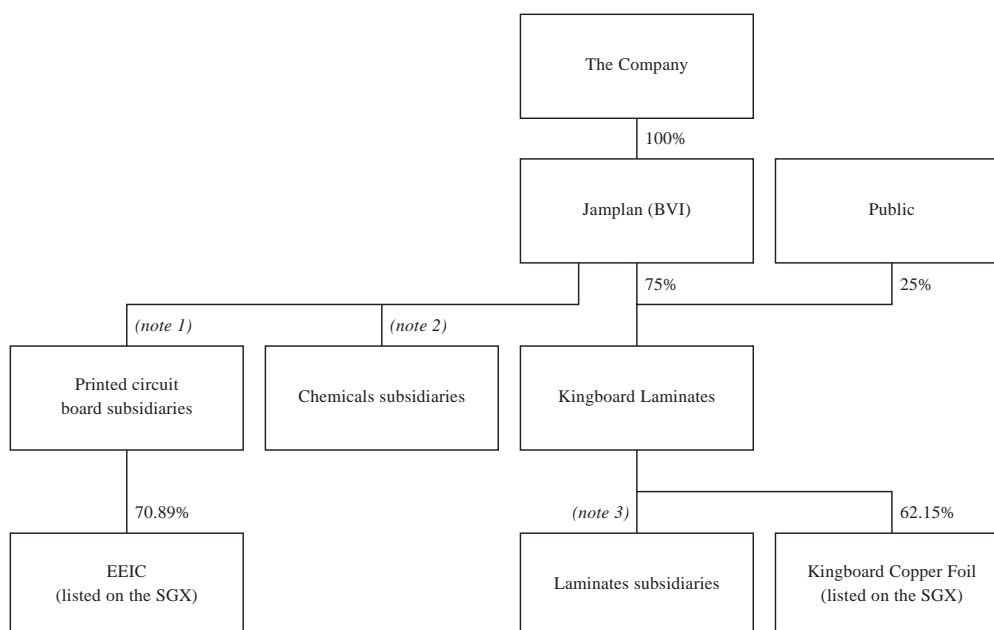 The Company
100%
Jamplan (BVI)
Public
75%
25%
(note 1)
(note 2)
Printed circuit
board subsidiaries
Chemicals subsidiaries
Kingboard Laminates
70.89%
(note 3)
62.15%
EEIC
(listed on the SGX)
Laminates subsidiaries
Kingboard Copper Foil
(listed on the SGX)